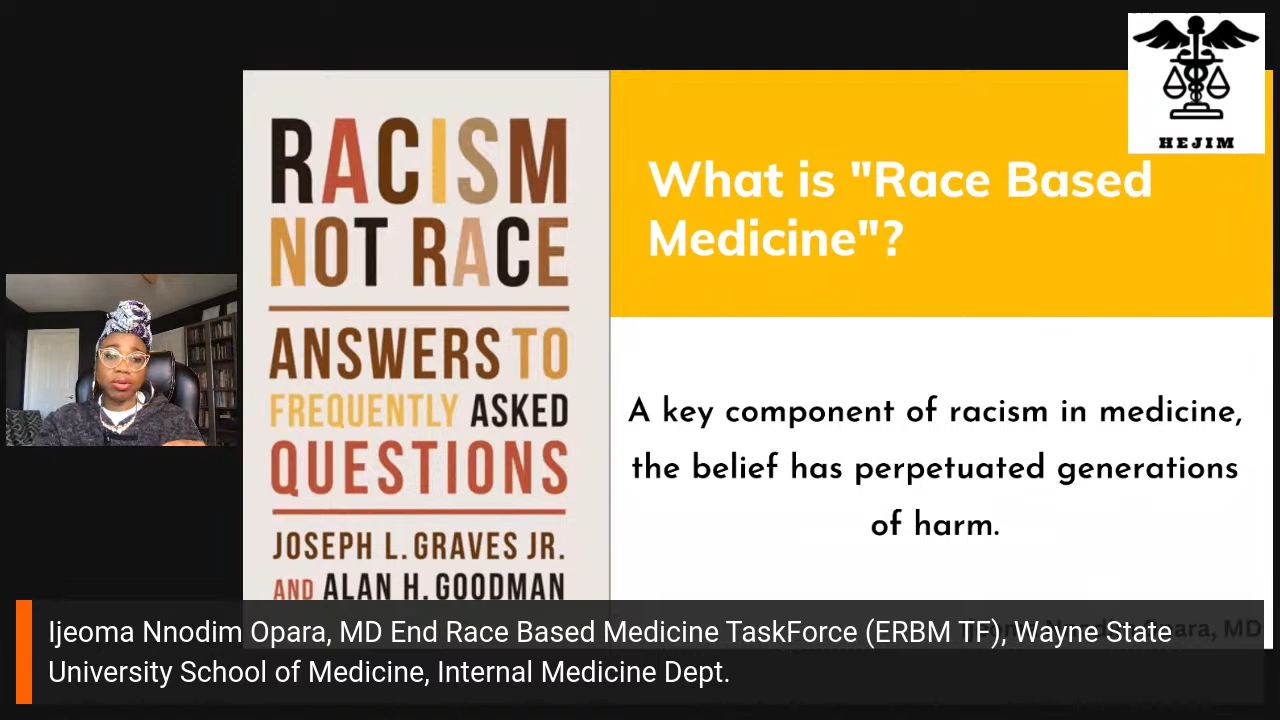 HEJIM
RACISM
NOT RACE
ANSWERS TO
FREQUENTLY ASKED
QUESTIONS
JOSEPH L. GRAVES JR.
AND ALAN H. GOODMAN
What is "Race Based
Medicine"?
A key component of racism in medicine,
the belief has perpetuated generations
of harm.
Ijeoma Nnodim Opara, MD End Race Based Medicine TaskForce (ERBM TF), Wayne State
University School of Medicine, Internal Medicine Dept.